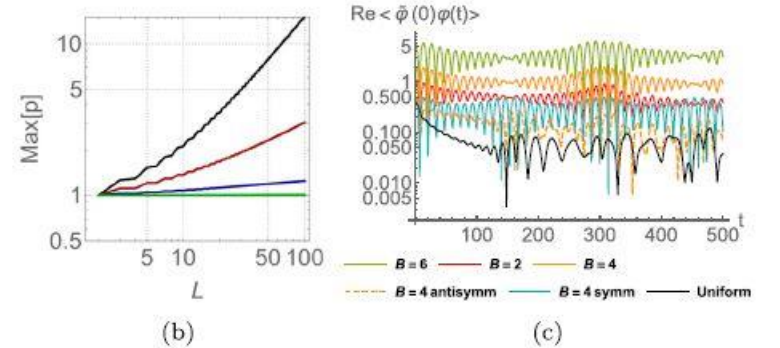 Re< φ̃(0)φ(t)>
10
5
1
0.5
Max[p]
5 10 50 100
L
5
1
0.500
0.100
0.050
0.010
0.005
0 100 200 300 400 500
t
B = 6 B = 2 B = 4
B = 4 antisymm B = 4 symm Uniform
(b) (c)